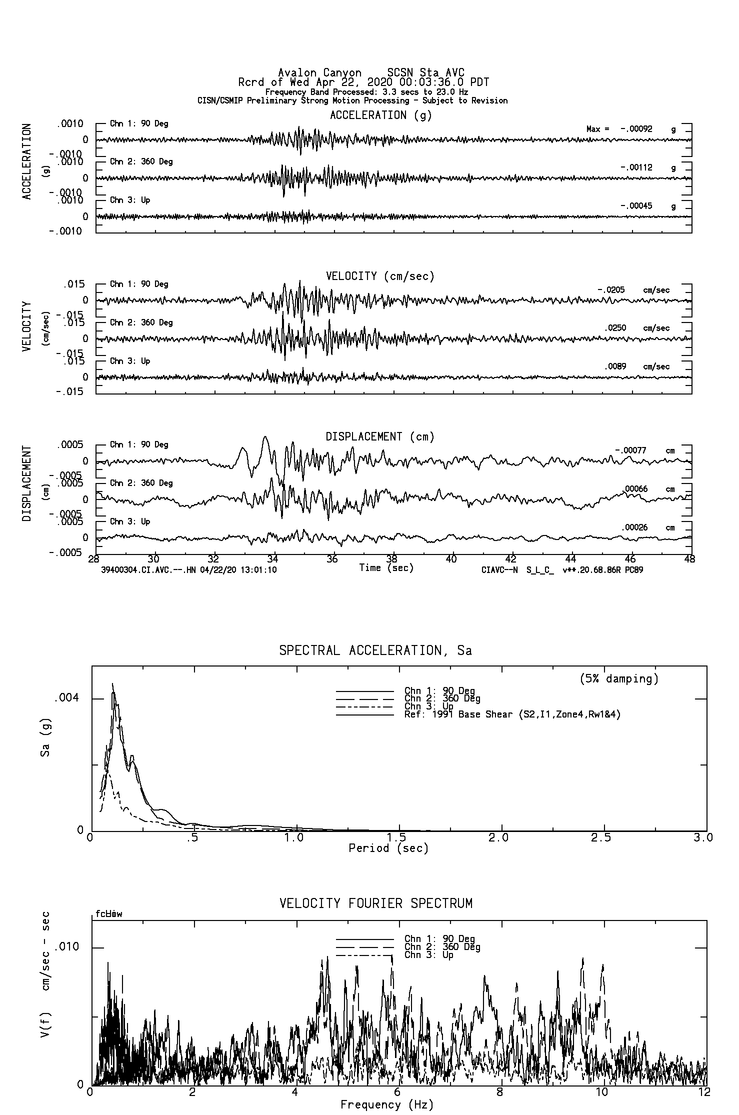 Avalon Canyon SCSN Sta AVC
Rcrd of Wed Apr 22, 2020 00:03:36.0 PDT
Frequency Band Processed: 3.3 secs to 23.0 Hz
CISN/CSMIP Preliminary Strong Motion Processing - Subject to Revision
ACCELERATION (g)
ACCELERATION
(g)
.0010
0
-.0010
Chn 1: 90 Deg
Max = -.00092 g
.0010
0
-.0010
Chn 2: 360 Deg
-.00112 g
.0010
0
-.0010
Chn 3: Up
-.00045 g
VELOCITY (cm/sec)
VELOCITY
(cm/sec)
.015
0
-.015
Chn 1: 90 Deg
-.0205 cm/sec
.015
0
-.015
Chn 2: 360 Deg
.0250 cm/sec
.015
0
-.015
Chn 3: Up
.0089 cm/sec
DISPLACEMENT (cm)
DISPLACEMENT
(cm)
.0005
0
-.0005
Chn 1: 90 Deg
-.00077 cm
.0005
0
-.0005
Chn 2: 360 Deg
.00066 cm
.0005
0
-.0005
Chn 3: Up
.00026 cm
28 30 32 34 36 38 40 42 44 46 48
39400304.CI.AVC.--.HN 04/22/20 13:01:10 Time (sec) CIAVC--N S_L_C_ v**.20.68.86R PC89
SPECTRAL ACCELERATION, Sa
(5% damping)
Sa (g)
.004
0
Chn 1: 90 Deg
Chn 2: 360 Deg
Chn 3: Up
Ref: 1991 Base Shear (S2,I1,Zone4,Rw1&4)
0 .5 1.0 1.5 2.0 2.5 3.0
Period (sec)
VELOCITY FOURIER SPECTRUM
V(f) cm/sec - sec
.010
0
Chn 1: 90 Deg
Chn 2: 360 Deg
Chn 3: Up
0 2 4 6 8 10 12
Frequency (Hz)